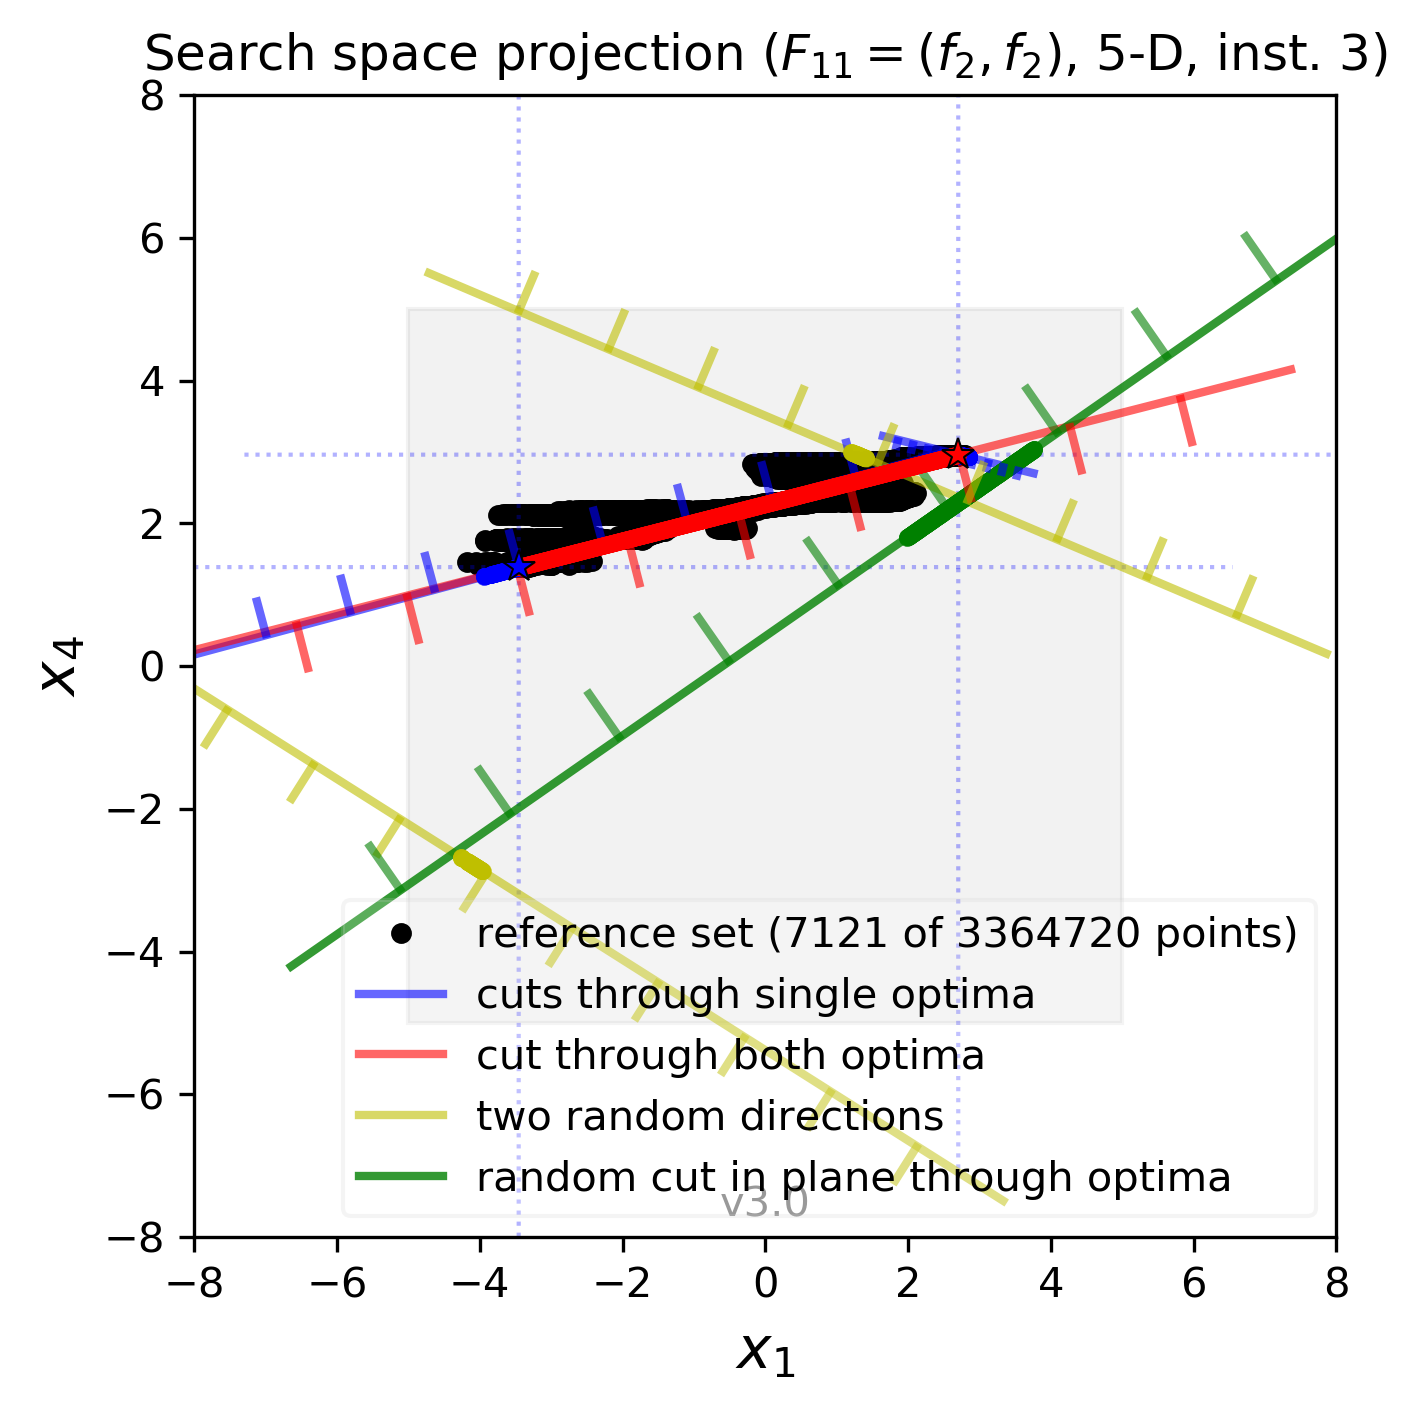 Search space projection (F11 = (f2, f2), 5-D, inst. 3)
8
6
4
2
0
−2
−4
−6
−8
x4
reference set (7121 of 3364720 points)
cuts through single optima
cut through both optima
two random directions
random cut in plane through optima
v3.0
−8 −6 −4 −2 0 2 4 6 8
x1